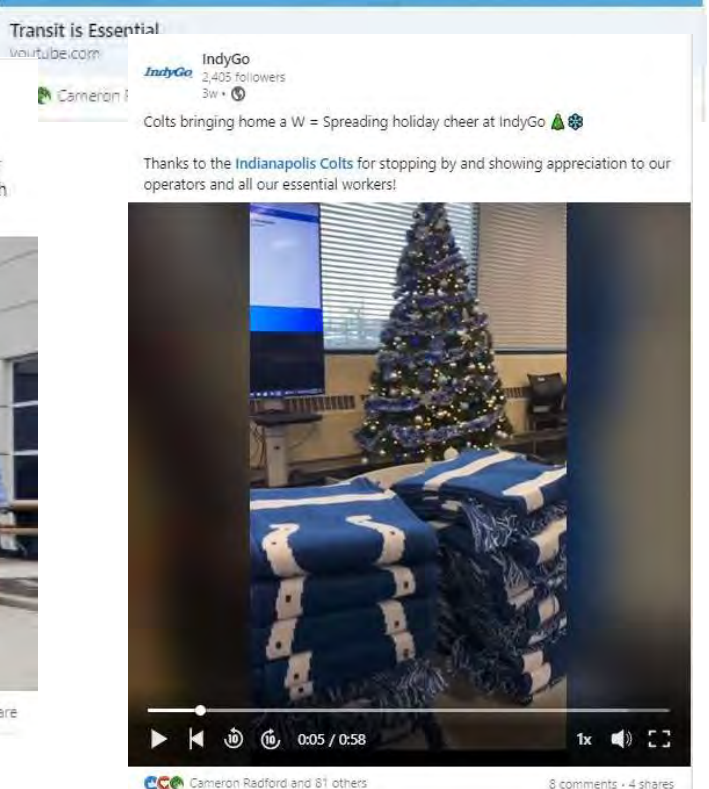 Transit is Essential
youtube.com
Cameron
IndyGo
IndyGo
2,405 followers
3w •
Colts bringing home a W = Spreading holiday cheer at IndyGo 🎄❄️
Thanks to the Indianapolis Colts for stopping by and showing appreciation to our
operators and all our essential workers!
10 10 0:05 / 0:58 1x
Cameron Radford and 81 others
8 comments • 4 shares